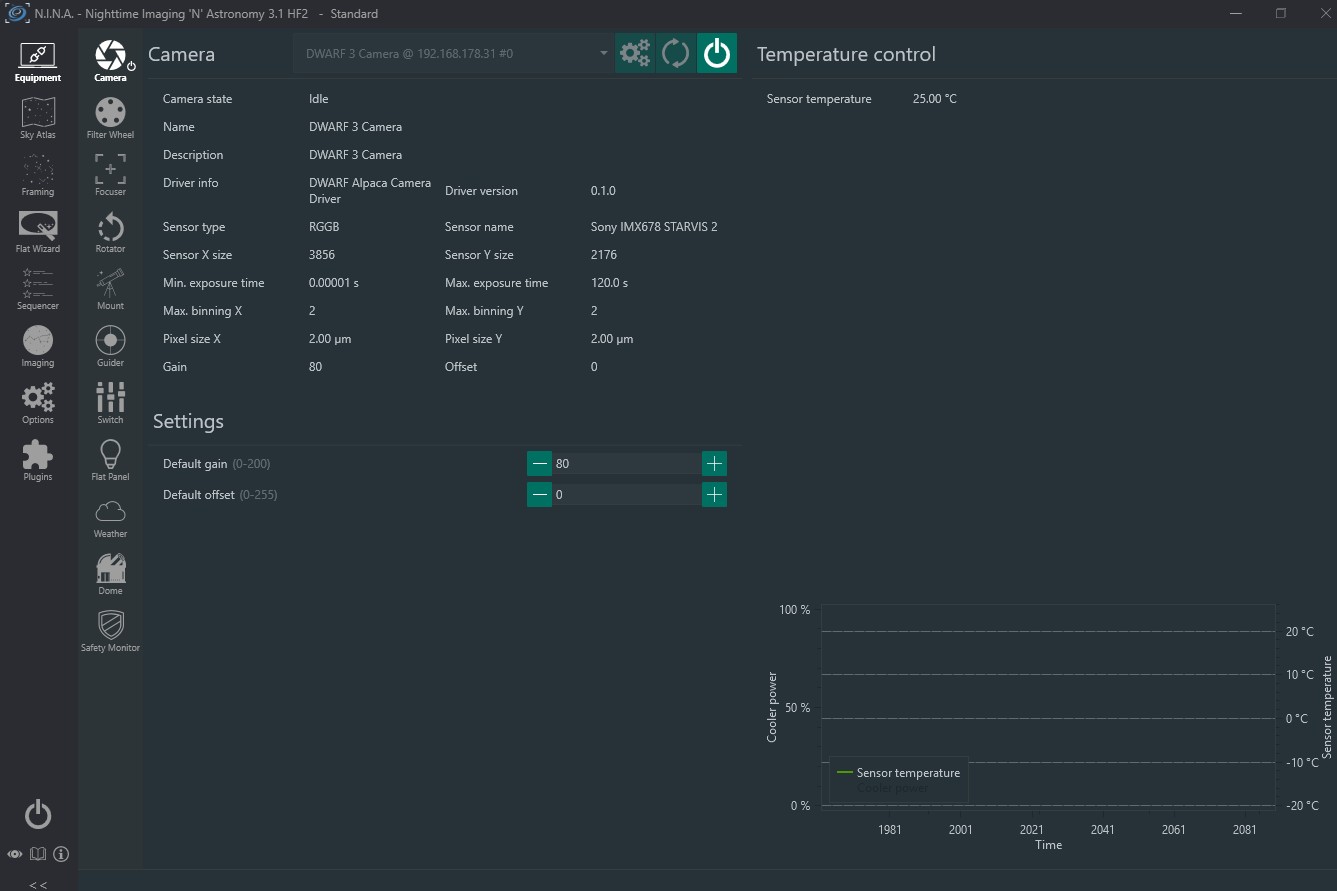 N.I.N.A. - Nighttime Imaging 'N' Astronomy 3.1 HF2 - Standard
Equipment
Sky Atlas
Framing
Flat Wizard
Sequencer
Imaging
Options
Plugins
<<
Camera
Filter Wheel
Focuser
Rotator
Mount
Guider
Switch
Flat Panel
Weather
Dome
Safety Monitor
Camera
DWARF 3 Camera @ 192.168.178.31 #0
Camera state Idle
Name DWARF 3 Camera
Description DWARF 3 Camera
Driver info DWARF Alpaca Camera Driver Driver version 0.1.0
Sensor type RGGB Sensor name Sony IMX678 STARVIS 2
Sensor X size 3856 Sensor Y size 2176
Min. exposure time 0.00001 s Max. exposure time 120.0 s
Max. binning X 2 Max. binning Y 2
Pixel size X 2.00 µm Pixel size Y 2.00 µm
Gain 80 Offset 0
Settings
Default gain (0-200) 80
Default offset (0-255) 0
Temperature control
Sensor temperature 25.00 °C
100 %
50 %
0 %
Cooler power
20 °C
10 °C
0 °C
-10 °C
-20 °C
Sensor temperature
Sensor temperature
Cooler power
1981 2001 2021 2041 2061 2081
Time